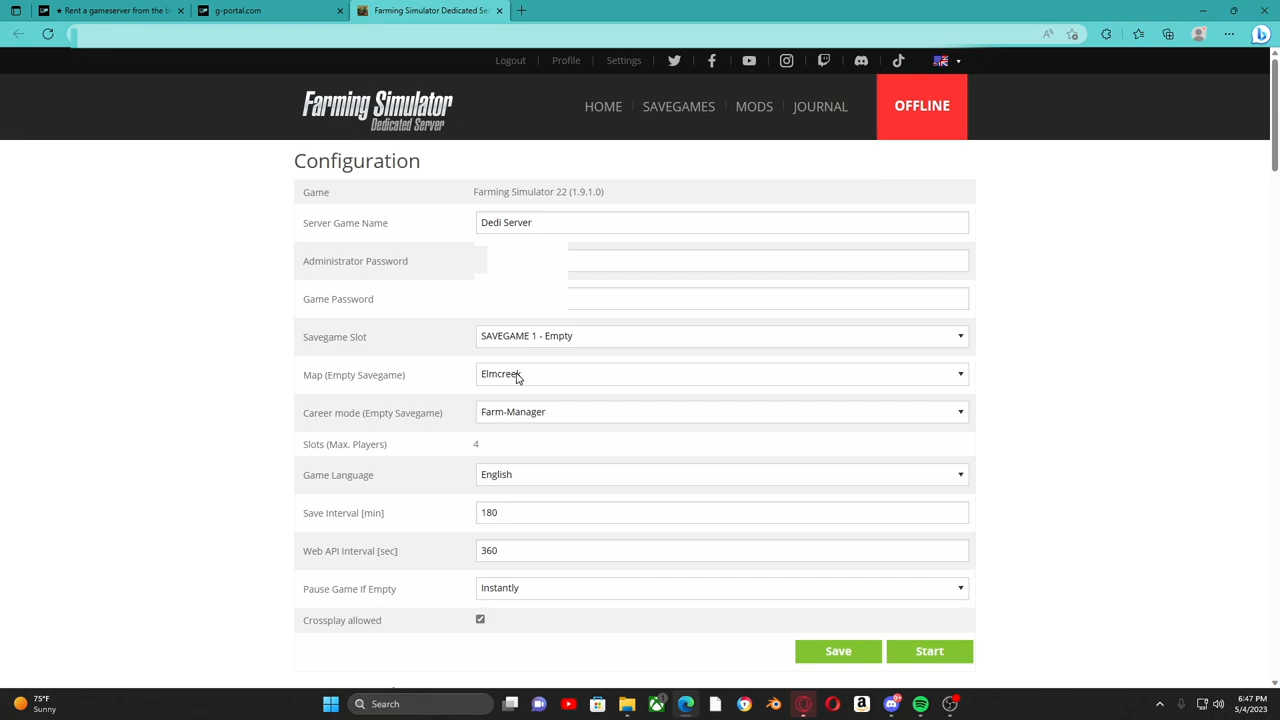 ★ Rent a gameserver from the b
g-portal.com
Farming Simulator Dedicated Se
Logout
Profile
Settings
Farming Simulator
Dedicated Server
HOME
SAVEGAMES
MODS
JOURNAL
OFFLINE
Configuration
Game Farming Simulator 22 (1.9.1.0)
Server Game Name Dedi Server
Administrator Password
Game Password
Savegame Slot SAVEGAME 1 - Empty
Map (Empty Savegame) Elmcreek
Career mode (Empty Savegame) Farm-Manager
Slots (Max. Players) 4
Game Language English
Save Interval [min] 180
Web API Interval [sec] 360
Pause Game If Empty Instantly
Crossplay allowed
Save
Start
75°F
Sunny
Search
6:47 PM
5/4/2023